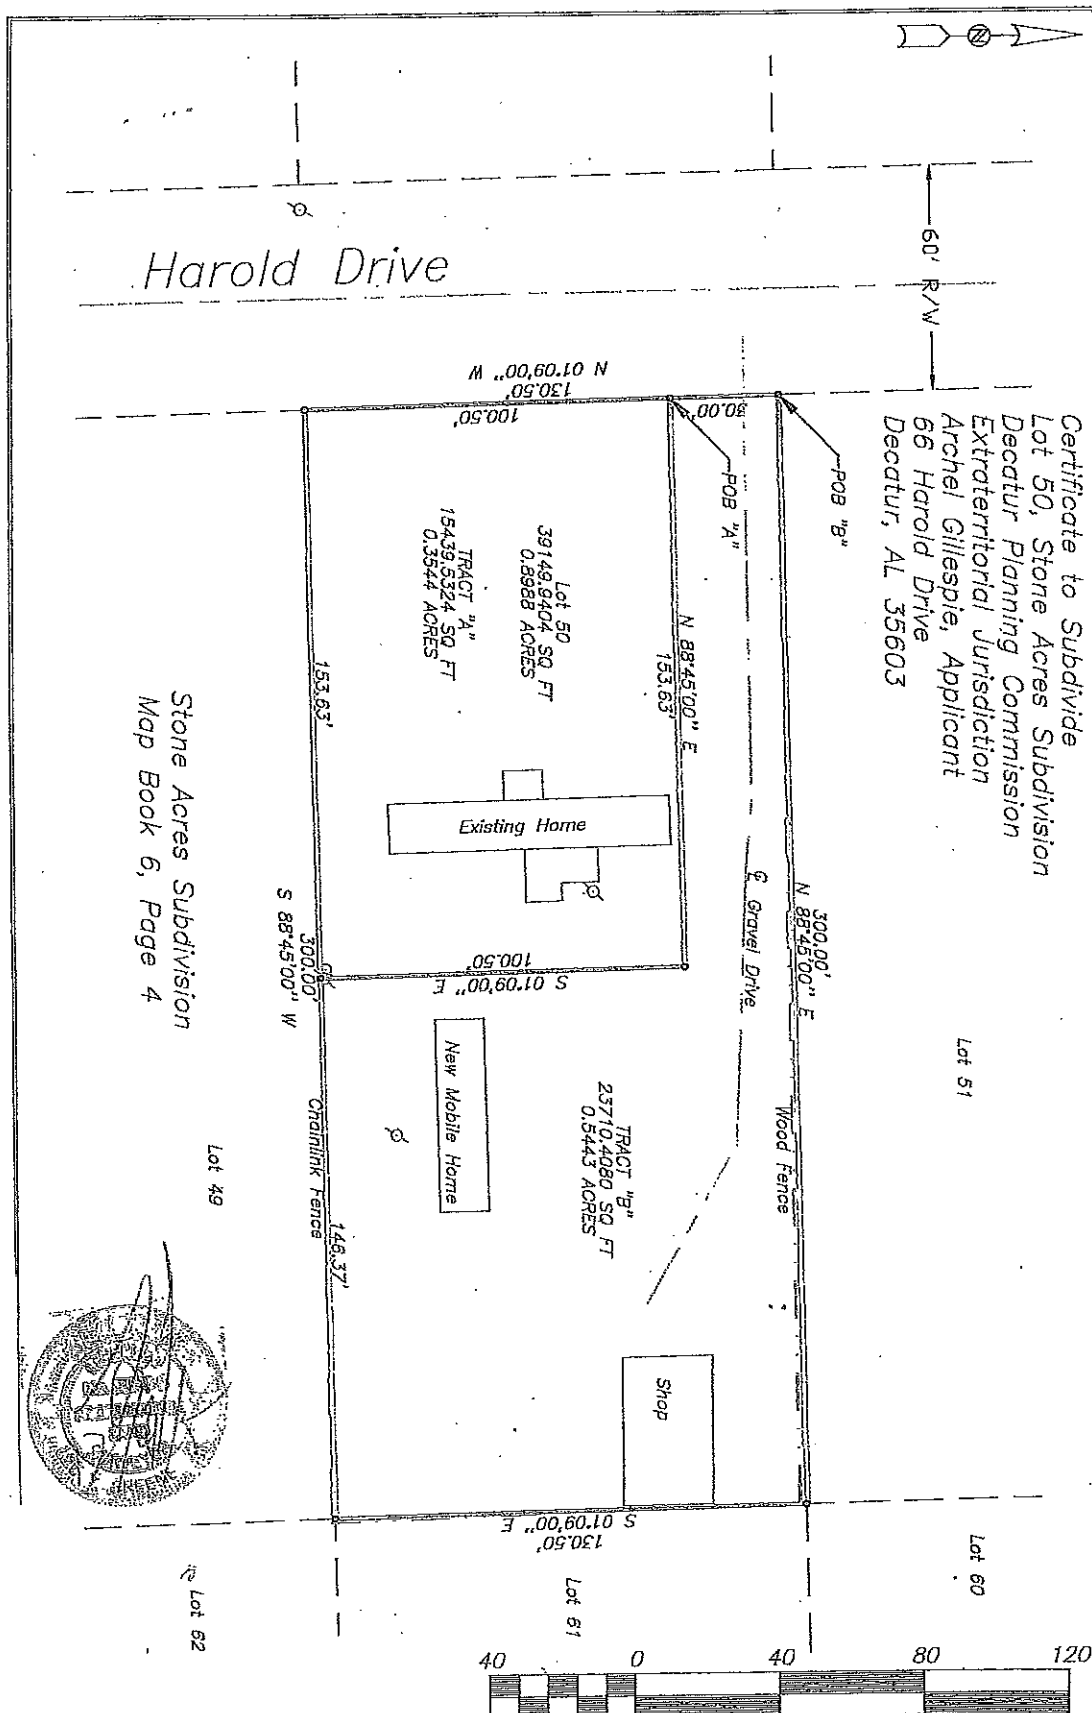 Certificate to Subdivide
Lot 50, Stone Acres Subdivision
Decatur Planning Commission
Extraterritorial Jurisdiction
Archel Gillespie, Applicant
66 Harold Drive
Decatur, AL 35603
60' R/W
Harold Drive
N 01°09'00" W
130.50'
100.50'
30.00'
POB "B"
POB "A"
N 88°45'00" E
153.63'
300.00'
N 88°45'00" E
℄ Gravel Drive
Wood Fence
Lot 51
Lot 50
39149.9404 SQ FT
0.8988 ACRES
TRACT "A"
15439.5324 SQ FT
0.3544 ACRES
Existing Home
153.63'
S 01°09'00" E
100.50'
300.00'
S 88°45'00" W
New Mobile Home
TRACT "B"
23710.4080 SQ FT
0.5443 ACRES
Chainlink Fence
146.37'
Shop
Stone Acres Subdivision
Map Book 6, Page 4
Lot 49
S 01°09'00" E
130.50'
Lot 60
Lot 61
Lot 62
40 0 40 80 120